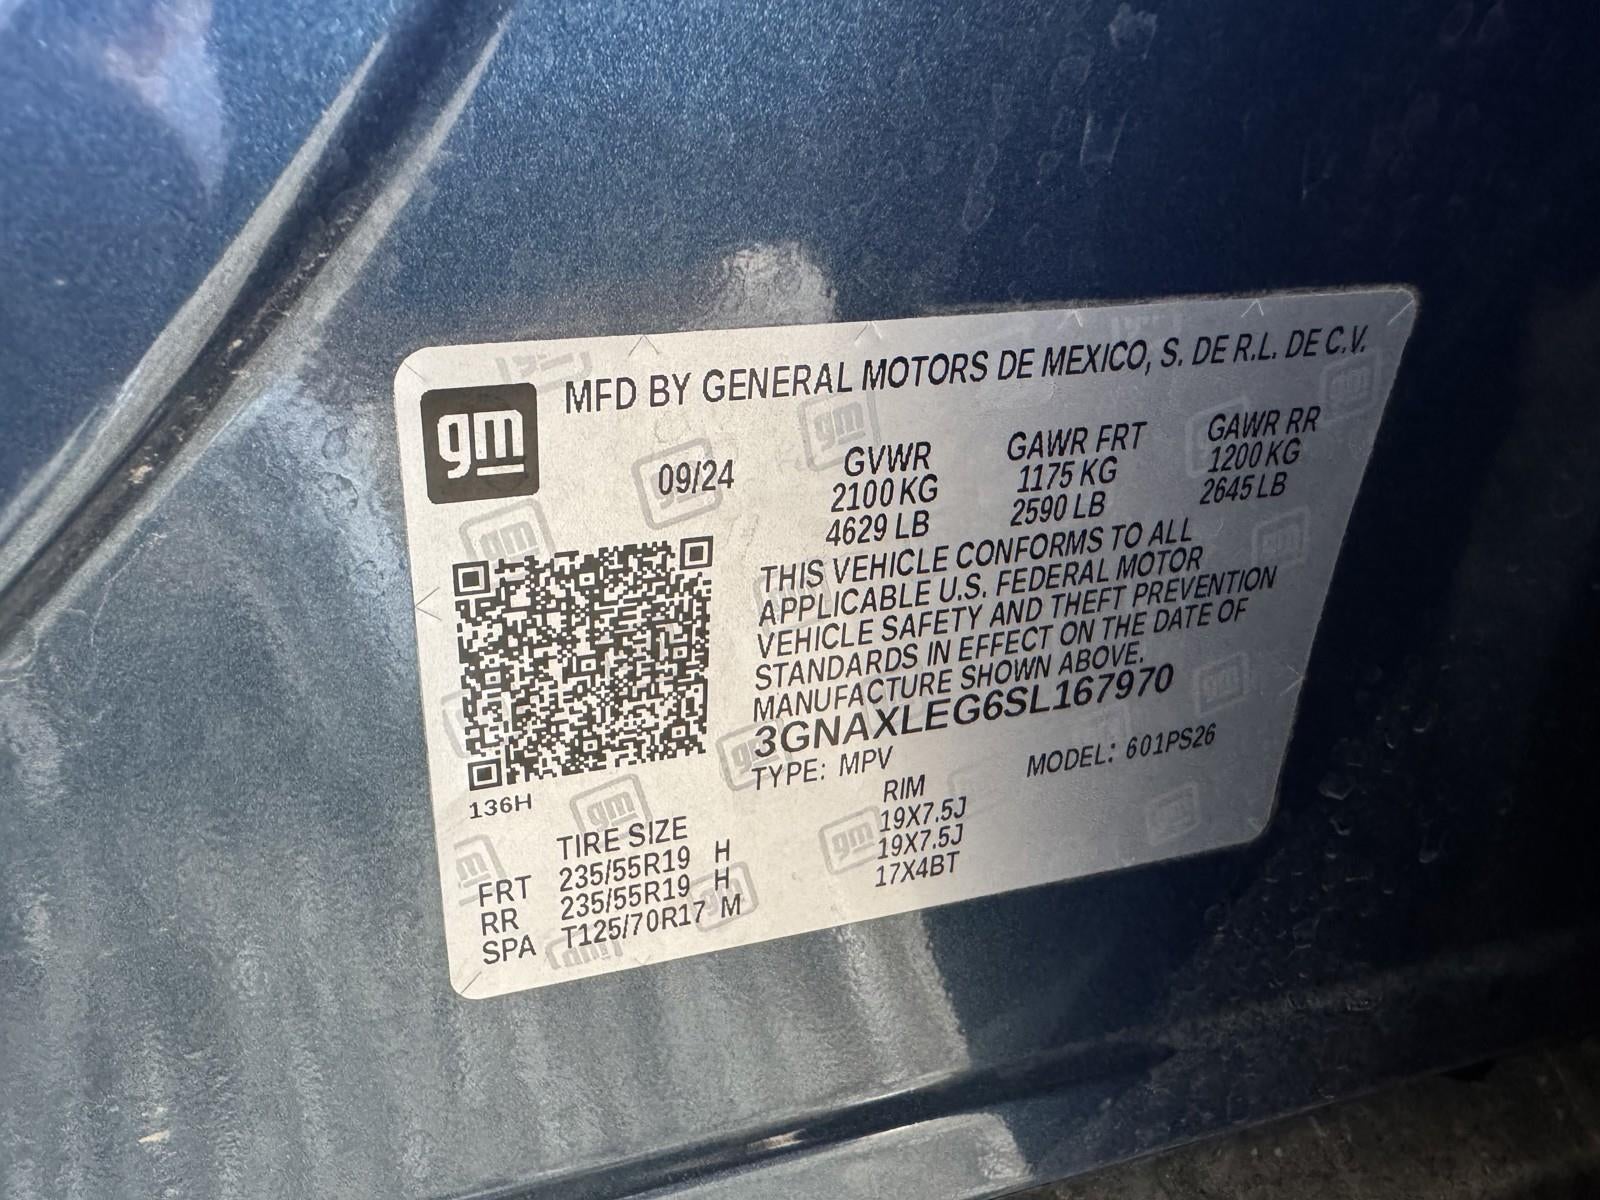 gm
MFD BY GENERAL MOTORS DE MEXICO, S. DE R.L. DE C.V.
09/24 GVWR GAWR FRT GAWR RR
2100 KG 1175 KG 1200 KG
4629 LB 2590 LB 2645 LB
THIS VEHICLE CONFORMS TO ALL
APPLICABLE U.S. FEDERAL MOTOR
VEHICLE SAFETY AND THEFT PREVENTION
STANDARDS IN EFFECT ON THE DATE OF
MANUFACTURE SHOWN ABOVE.
3GNAXLEG6SL167970
TYPE: MPV MODEL: 601PS26
136H
TIRE SIZE RIM
FRT 235/55R19 H 19X7.5J
RR 235/55R19 H 19X7.5J
SPA T125/70R17 M 17X4BT